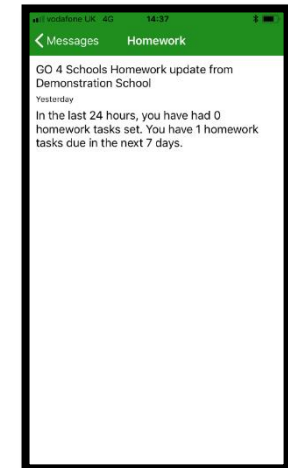 vodafone UK 4G 14:37
Messages Homework
GO 4 Schools Homework update from
Demonstration School
Yesterday
In the last 24 hours, you have had 0
homework tasks set. You have 1 homework
tasks due in the next 7 days.